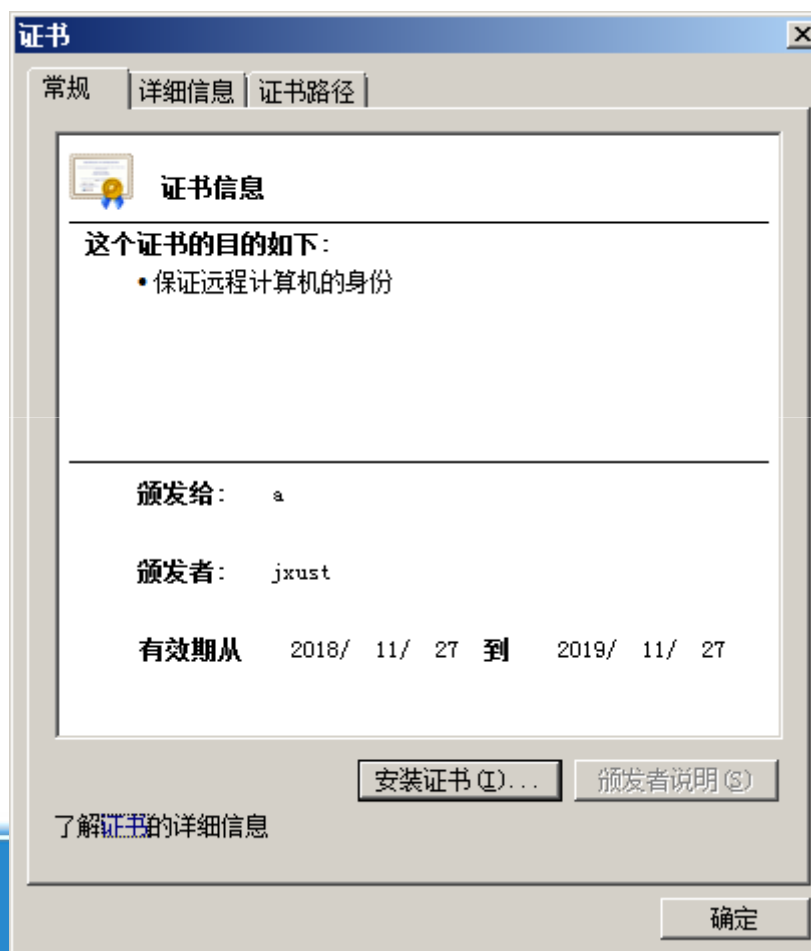 证书
常规 详细信息 证书路径
证书信息
这个证书的目的如下:
•保证远程计算机的身份
颁发给: a
颁发者: jxust
有效期从 2018/ 11/ 27 到 2019/ 11/ 27
安装证书(I)... 颁发者说明(S)
了解证书的详细信息
确定